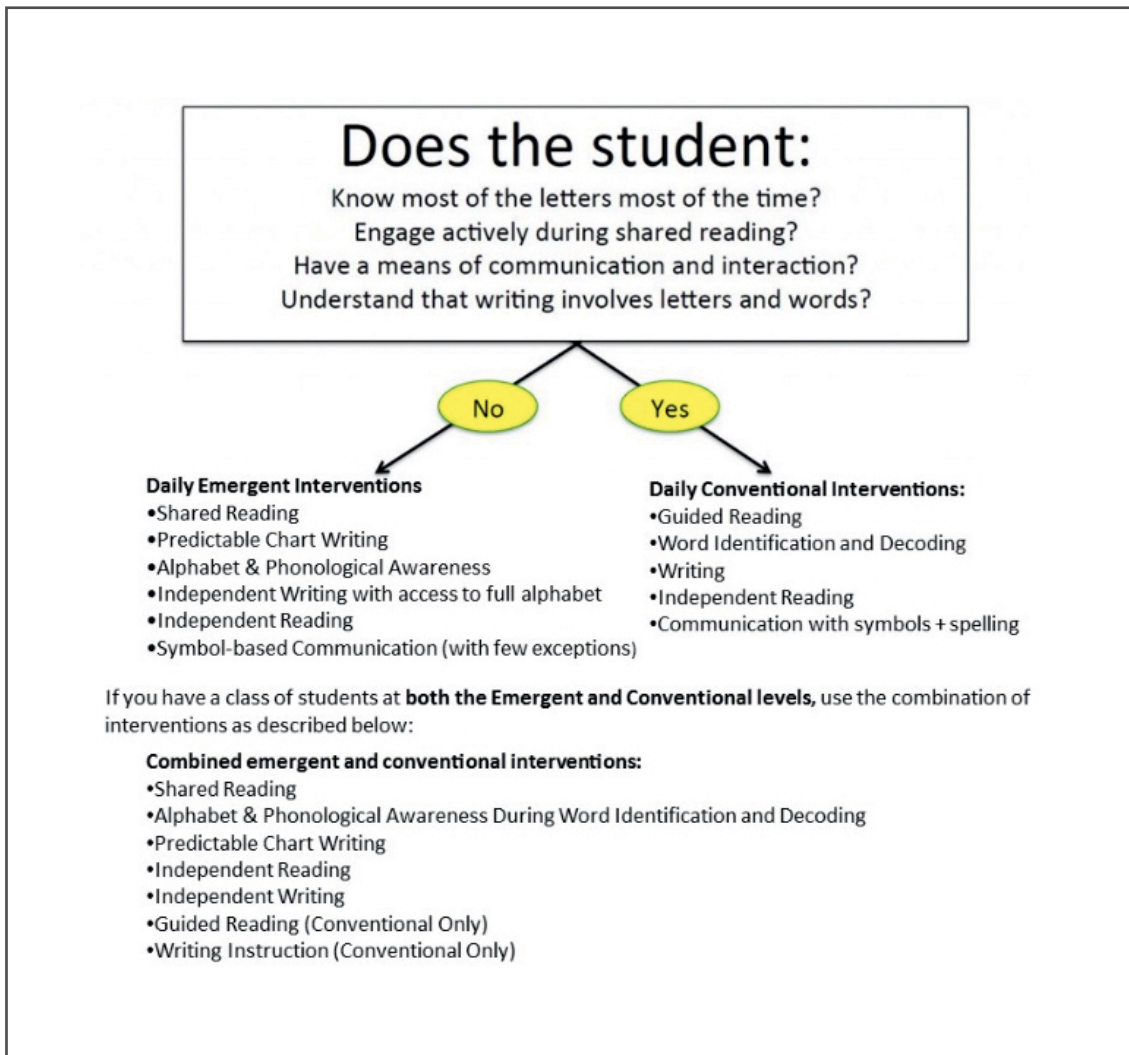 Does the student:
Know most of the letters most of the time?
Engage actively during shared reading?
Have a means of communication and interaction?
Understand that writing involves letters and words?
No
Yes
Daily Emergent Interventions
•Shared Reading
•Predictable Chart Writing
•Alphabet & Phonological Awareness
•Independent Writing with access to full alphabet
•Independent Reading
•Symbol-based Communication (with few exceptions)
Daily Conventional Interventions:
•Guided Reading
•Word Identification and Decoding
•Writing
•Independent Reading
•Communication with symbols + spelling
If you have a class of students at both the Emergent and Conventional levels, use the combination of
interventions as described below:
Combined emergent and conventional interventions:
•Shared Reading
•Alphabet & Phonological Awareness During Word Identification and Decoding
•Predictable Chart Writing
•Independent Reading
•Independent Writing
•Guided Reading (Conventional Only)
•Writing Instruction (Conventional Only)